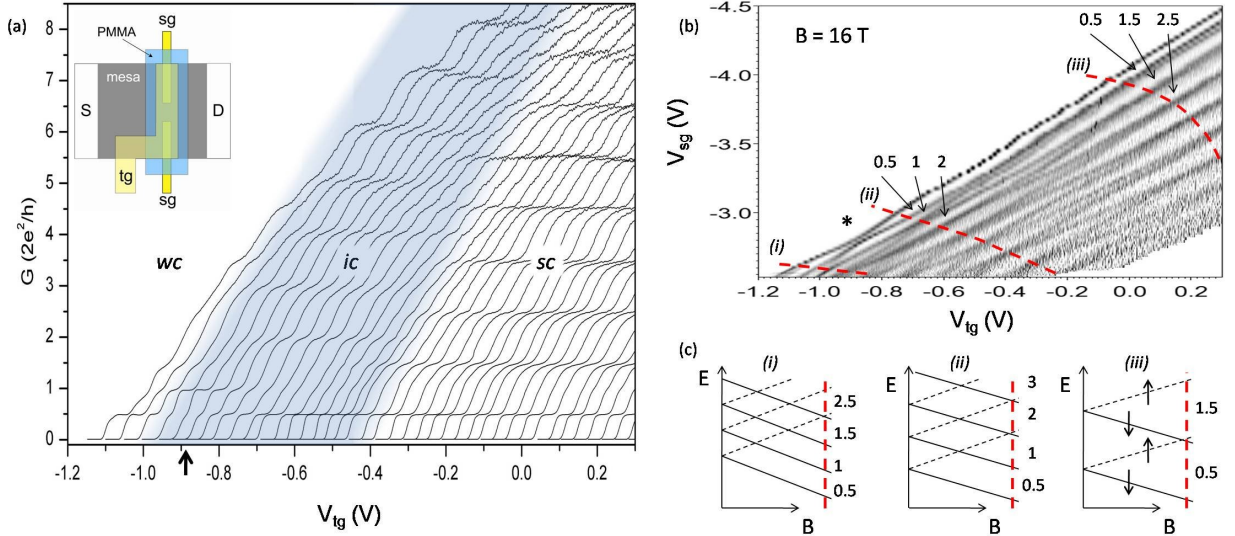 (a)
sg
PMMA
mesa
S
D
tg
sg
wc
ic
sc
G (2e²/h)
8
7
6
5
4
3
2
1
0
-1.2 -1.0 -0.8 -0.6 -0.4 -0.2 0.0 0.2
Vtg (V)
(b)
B = 16 T
0.5 1.5 2.5
(iii)
0.5 1 2
(ii)
*
(i)
Vsg (V)
-4.5
-4.0
-3.5
-3.0
-1.2 -1.0 -0.8 -0.6 -0.4 -0.2 0.0 0.2
Vtg (V)
(c)
(i)
E
2.5
1.5
1
0.5
B
(ii)
E
3
2
1
0.5
B
(iii)
E
1.5
0.5
B